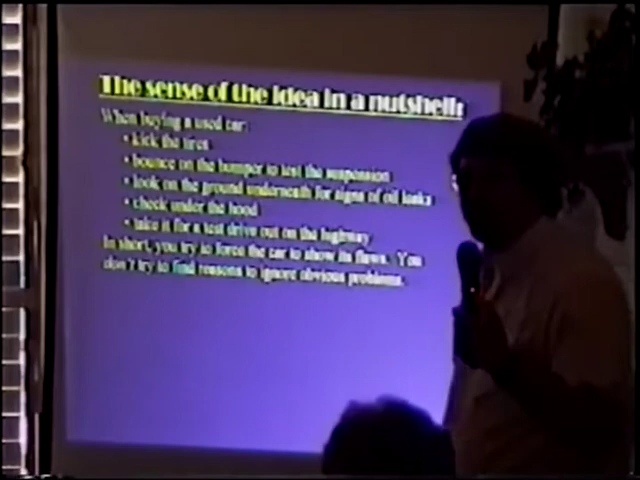 The sense of the idea in a nutshell:
When buying a used car:
• kick the tires
• bounce on the bumper to test the suspension
• look on the ground underneath for signs of oil leaks
• check under the hood
• take it for a test drive out on the highway
In short, you try to force the car to show its flaws. You
don't try to find reasons to ignore obvious problems.